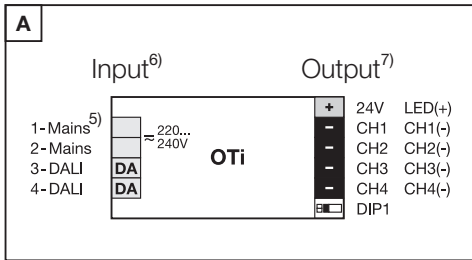 A
Input6) Output7)
1-Mains5) ≂ 220... 240V + 24V LED(+)
2-Mains OTi - CH1 CH1(-)
- CH2 CH2(-)
3-DALI DA - CH3 CH3(-)
4-DALI DA - CH4 CH4(-)
DIP1